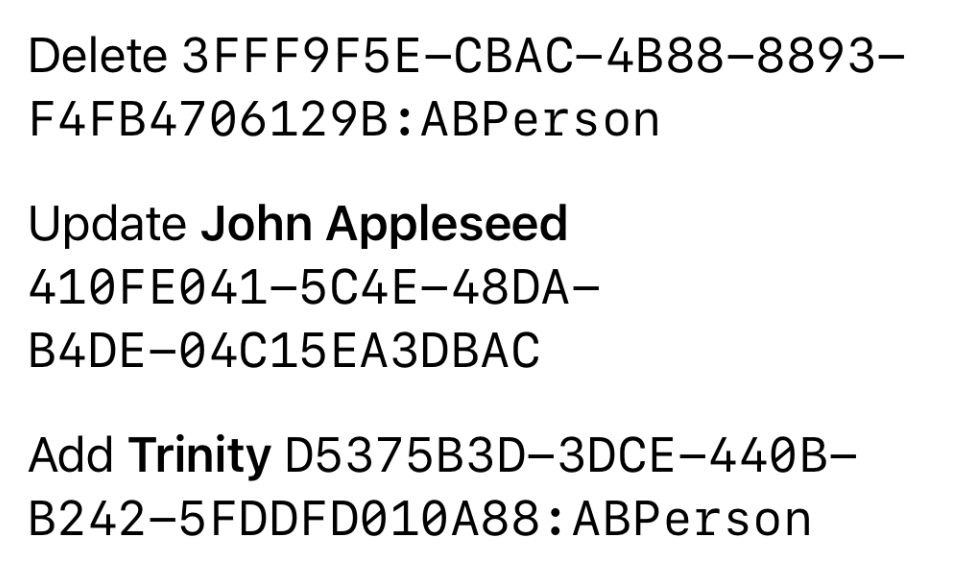 Delete 3FFF9F5E-CBAC-4B88-8893-
F4FB4706129B:ABPerson
Update John Appleseed
410FE041-5C4E-48DA-
B4DE-04C15EA3DBAC
Add Trinity D5375B3D-3DCE-440B-
B242-5FDDFD010A88:ABPerson